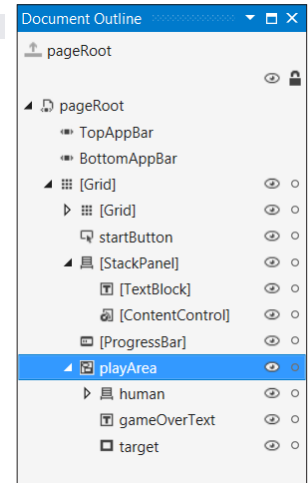 Document Outline
pageRoot
pageRoot
TopAppBar
BottomAppBar
[Grid]
[Grid]
startButton
[StackPanel]
[TextBlock]
[ContentControl]
[ProgressBar]
playArea
human
gameOverText
target